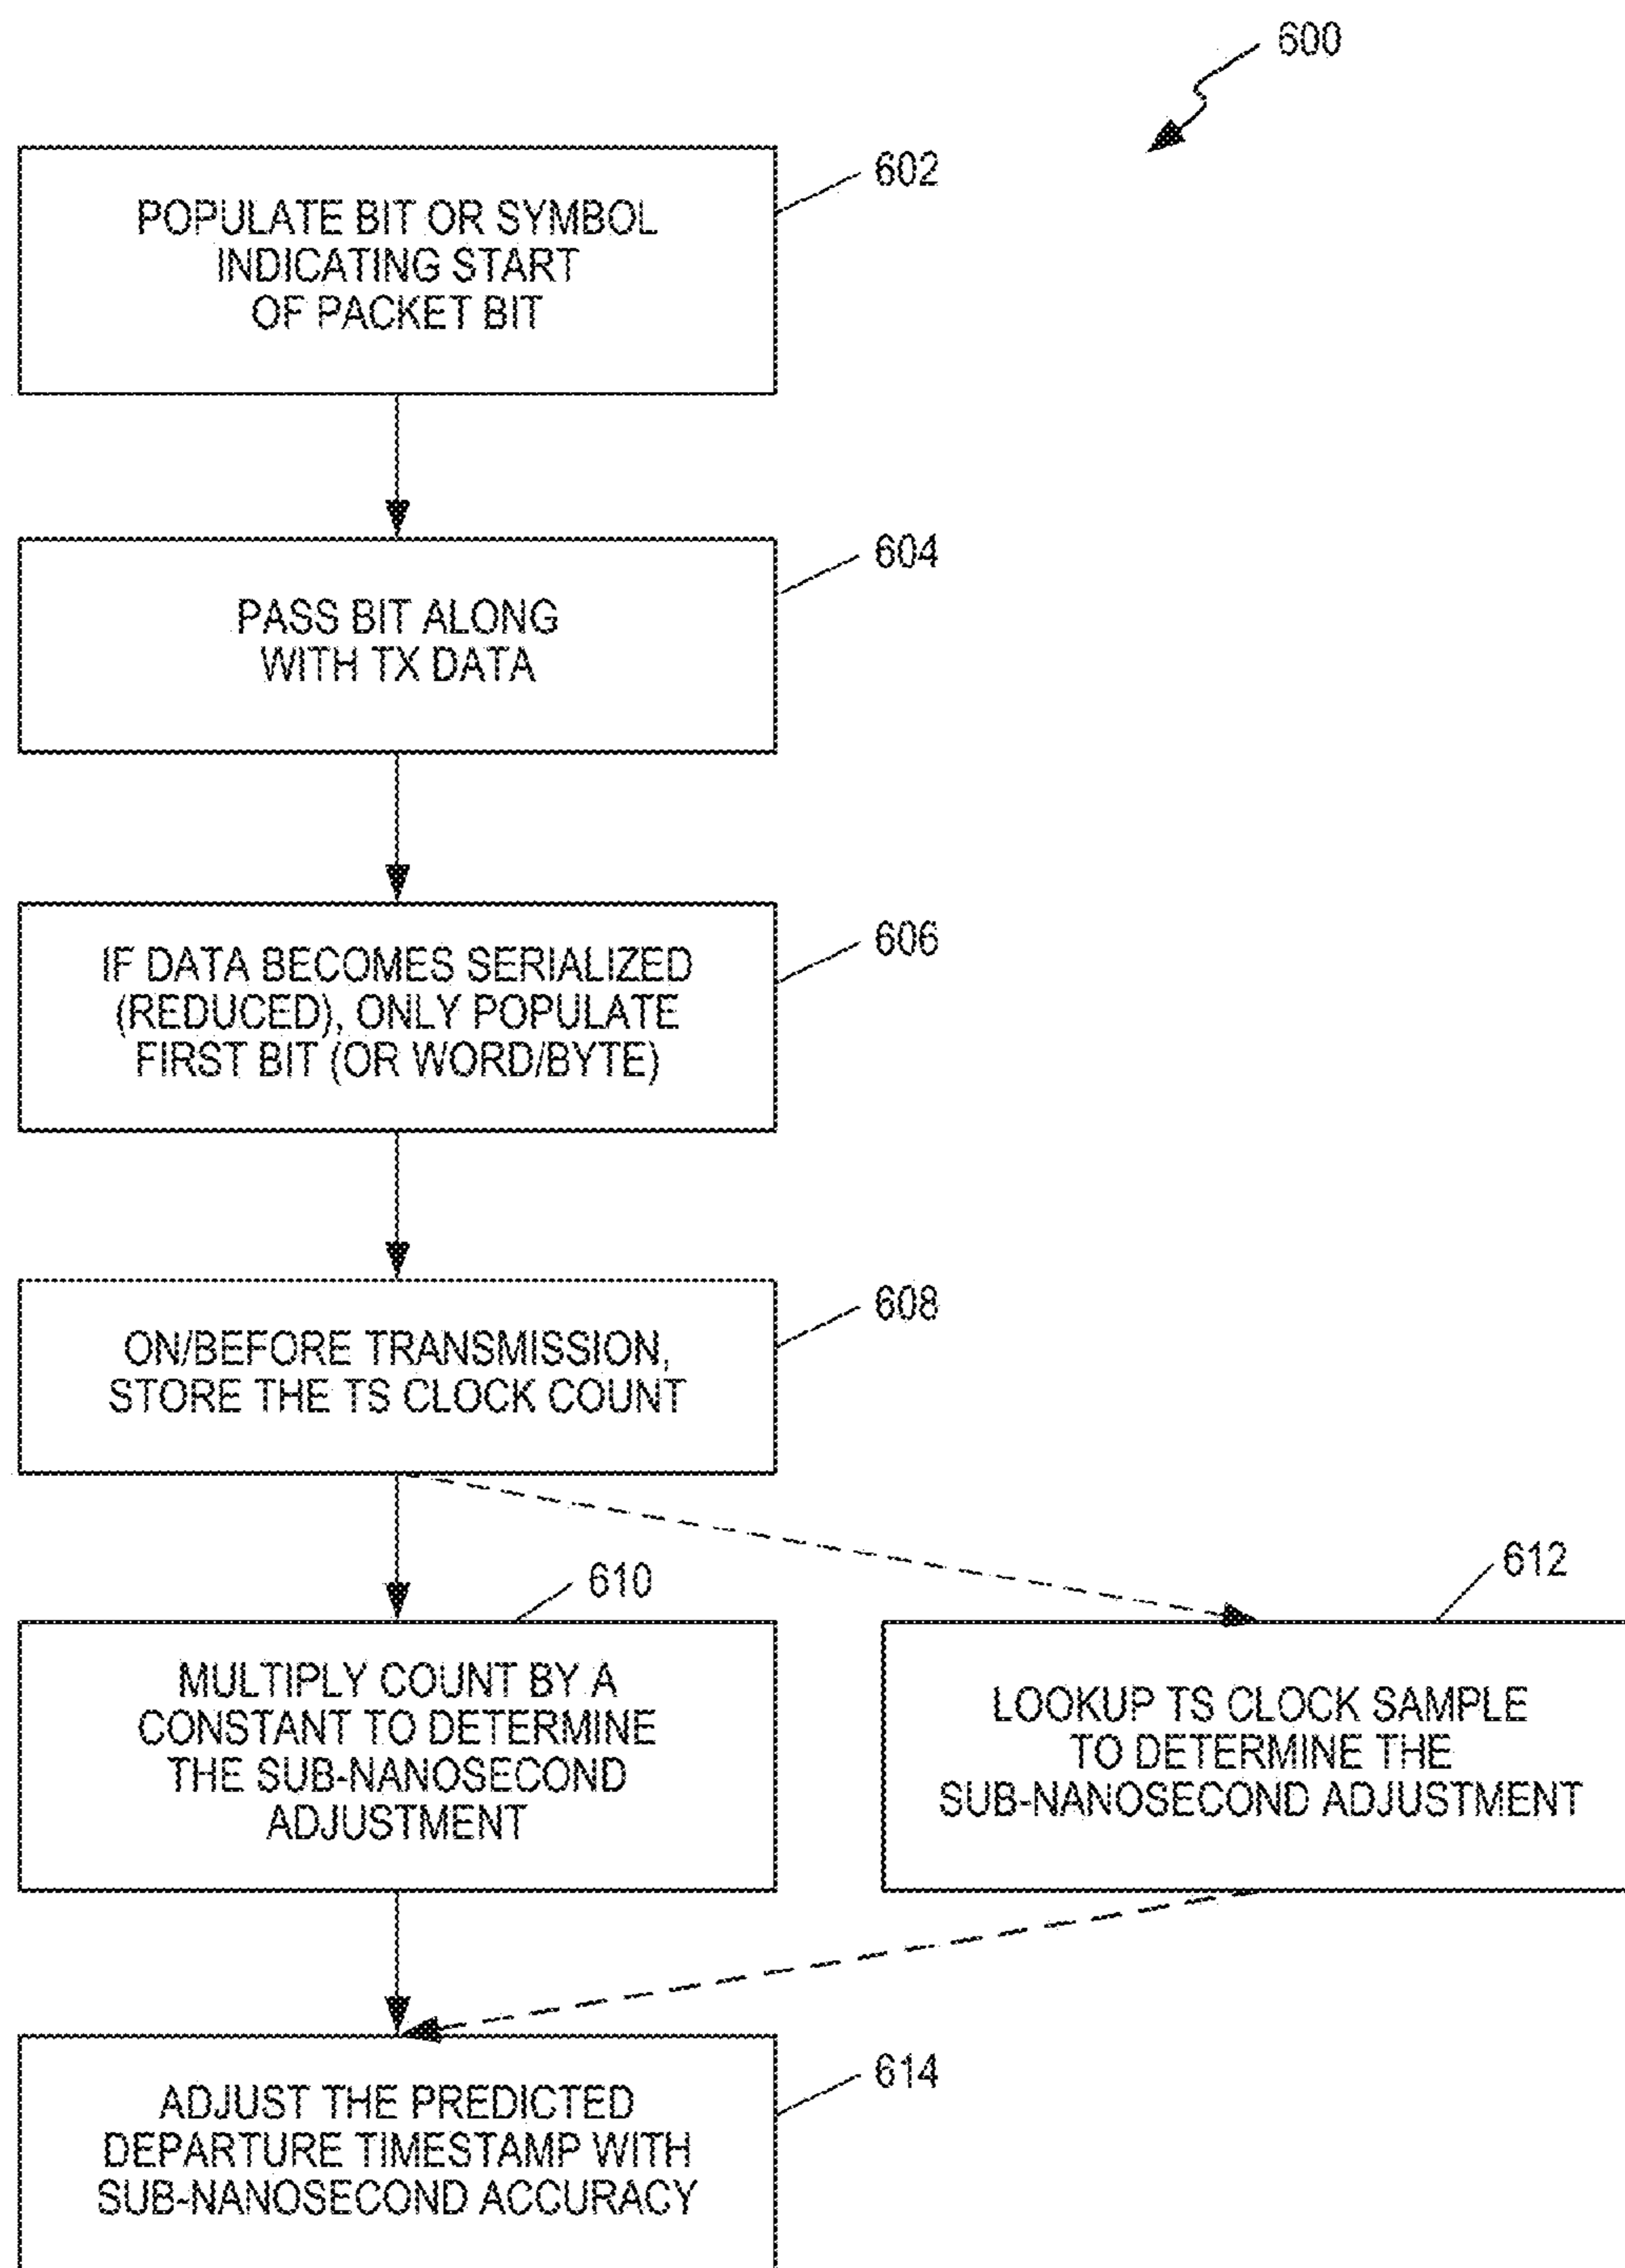 600
602
POPULATE BIT OR SYMBOL
INDICATING START
OF PACKET BIT
604
PASS BIT ALONG
WITH TX DATA
606
IF DATA BECOMES SERIALIZED
(REDUCED), ONLY POPULATE
FIRST BIT (OR WORD/BYTE)
608
ON/BEFORE TRANSMISSION,
STORE THE TS CLOCK COUNT
610
MULTIPLY COUNT BY A
CONSTANT TO DETERMINE
THE SUB-NANOSECOND
ADJUSTMENT
612
LOOKUP TS CLOCK SAMPLE
TO DETERMINE THE
SUB-NANOSECOND ADJUSTMENT
614
ADJUST THE PREDICTED
DEPARTURE TIMESTAMP WITH
SUB-NANOSECOND ACCURACY